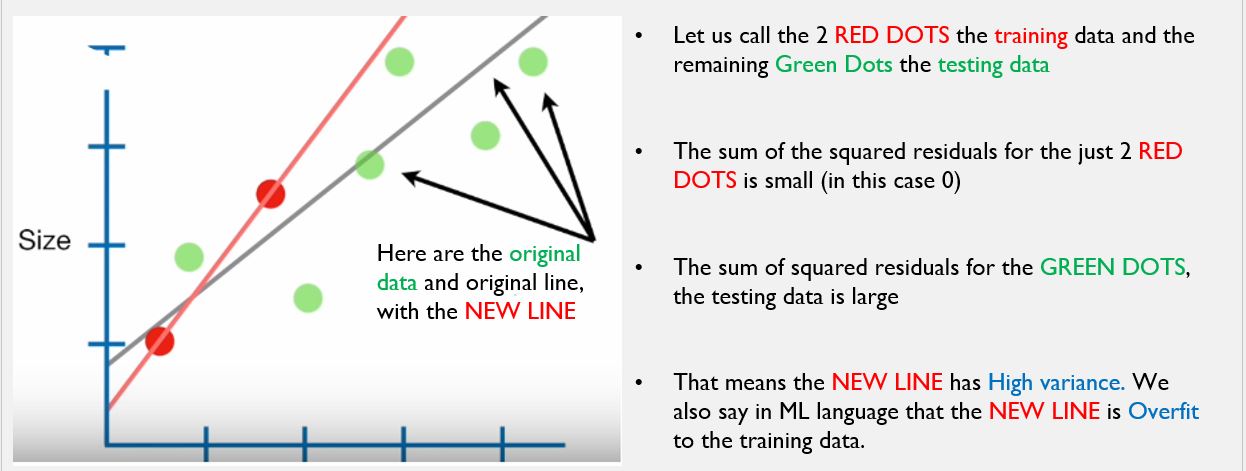 Size
Here are the original
data and original line,
with the NEW LINE
• Let us call the 2 RED DOTS the training data and the
remaining Green Dots the testing data
• The sum of the squared residuals for the just 2 RED
DOTS is small (in this case 0)
• The sum of squared residuals for the GREEN DOTS,
the testing data is large
• That means the NEW LINE has High variance. We
also say in ML language that the NEW LINE is Overfit
to the training data.